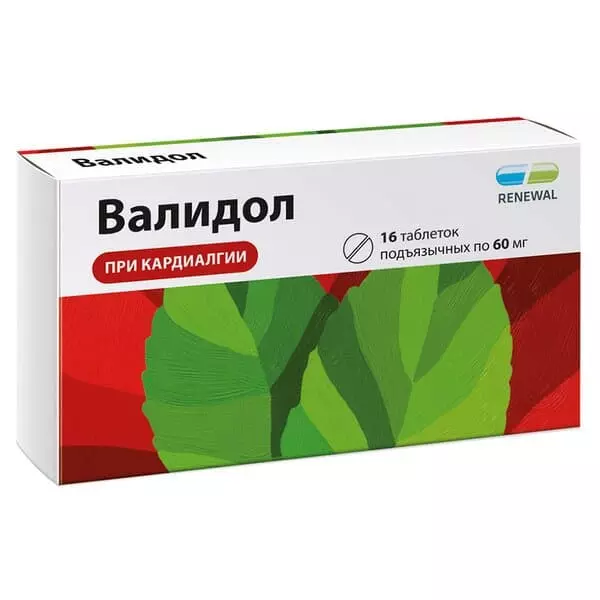 Валидол
Валидол
ПРИ КАРДИАЛГИИ
RENEWAL
16 таблеток
подъязычных по 60 мг